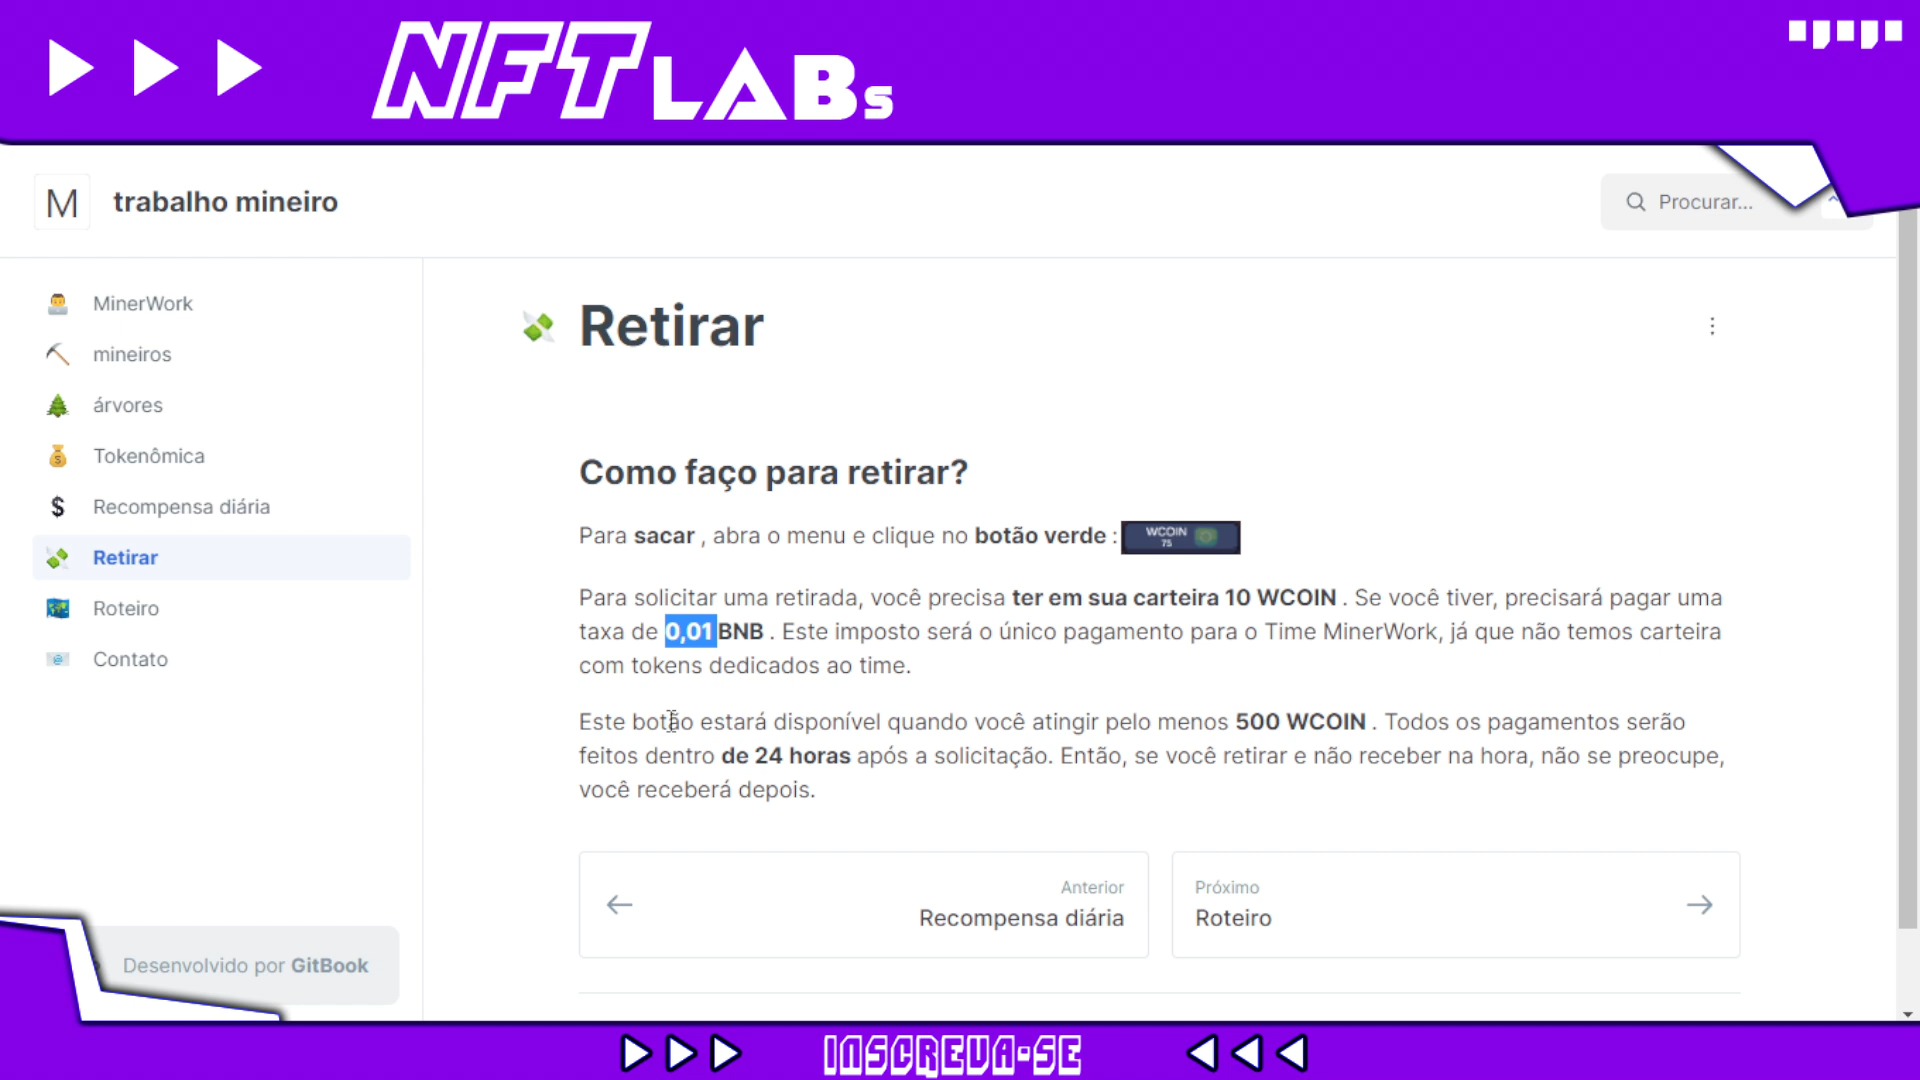 NFT LABs
M trabalho mineiro
Procurar...
MinerWork
mineiros
árvores
Tokenômica
Recompensa diária
Retirar
Roteiro
Contato
Desenvolvido por GitBook
Retirar
Como faço para retirar?
Para sacar , abra o menu e clique no botão verde : WCOIN 75
Para solicitar uma retirada, você precisa ter em sua carteira 10 WCOIN . Se você tiver, precisará pagar uma
taxa de 0,01 BNB . Este imposto será o único pagamento para o Time MinerWork, já que não temos carteira
com tokens dedicados ao time.
Este botão estará disponível quando você atingir pelo menos 500 WCOIN . Todos os pagamentos serão
feitos dentro de 24 horas após a solicitação. Então, se você retirar e não receber na hora, não se preocupe,
você receberá depois.
Anterior
Recompensa diária
Próximo
Roteiro
INSCREVA-SE